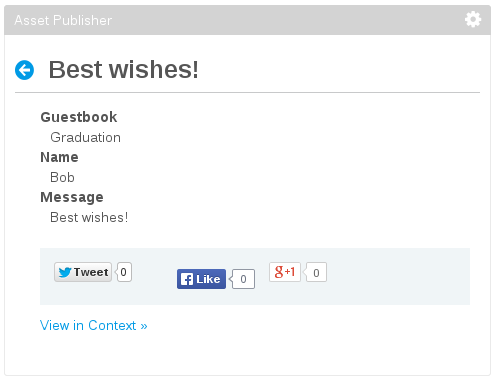 Asset Publisher
Best wishes!
Guestbook
Graduation
Name
Bob
Message
Best wishes!
Tweet 0 Like 0 g+1 0
View in Context »